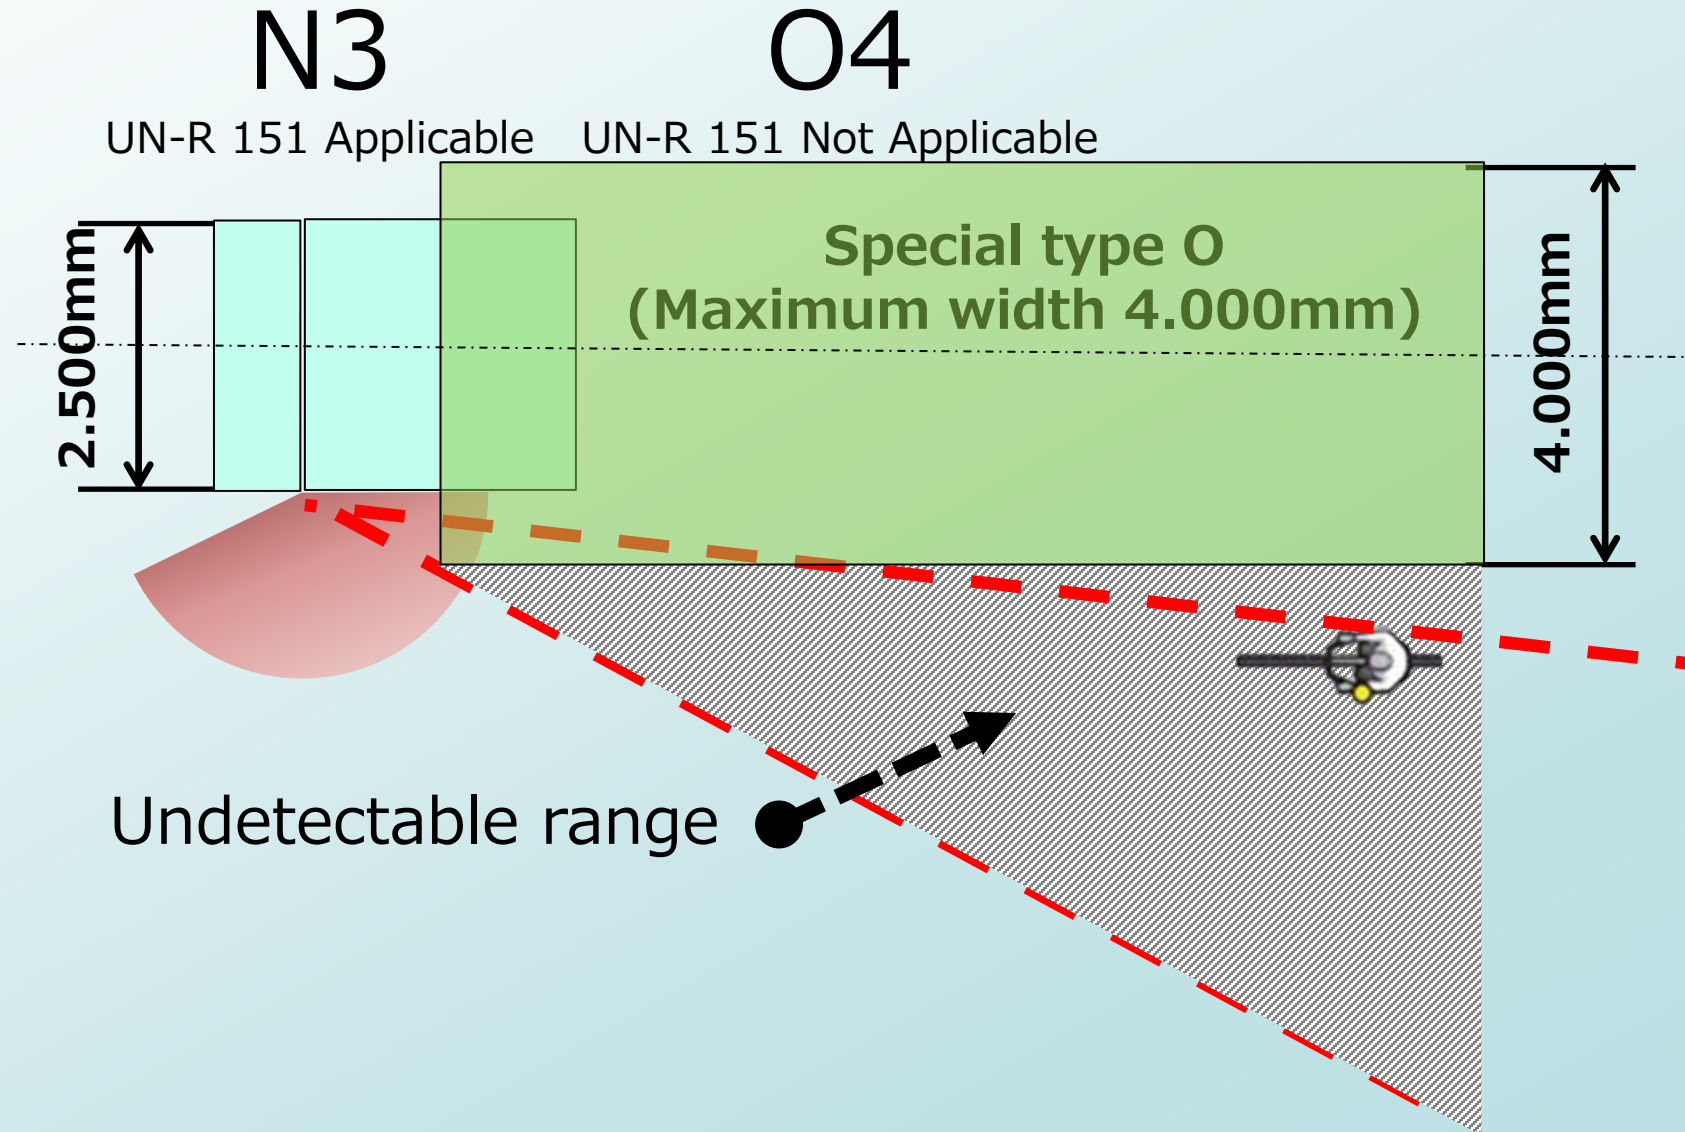 N3
O4
UN-R 151 Applicable
UN-R 151 Not Applicable
Special type O
(Maximum width 4.000mm)
2.500mm
4.000mm
Undetectable range